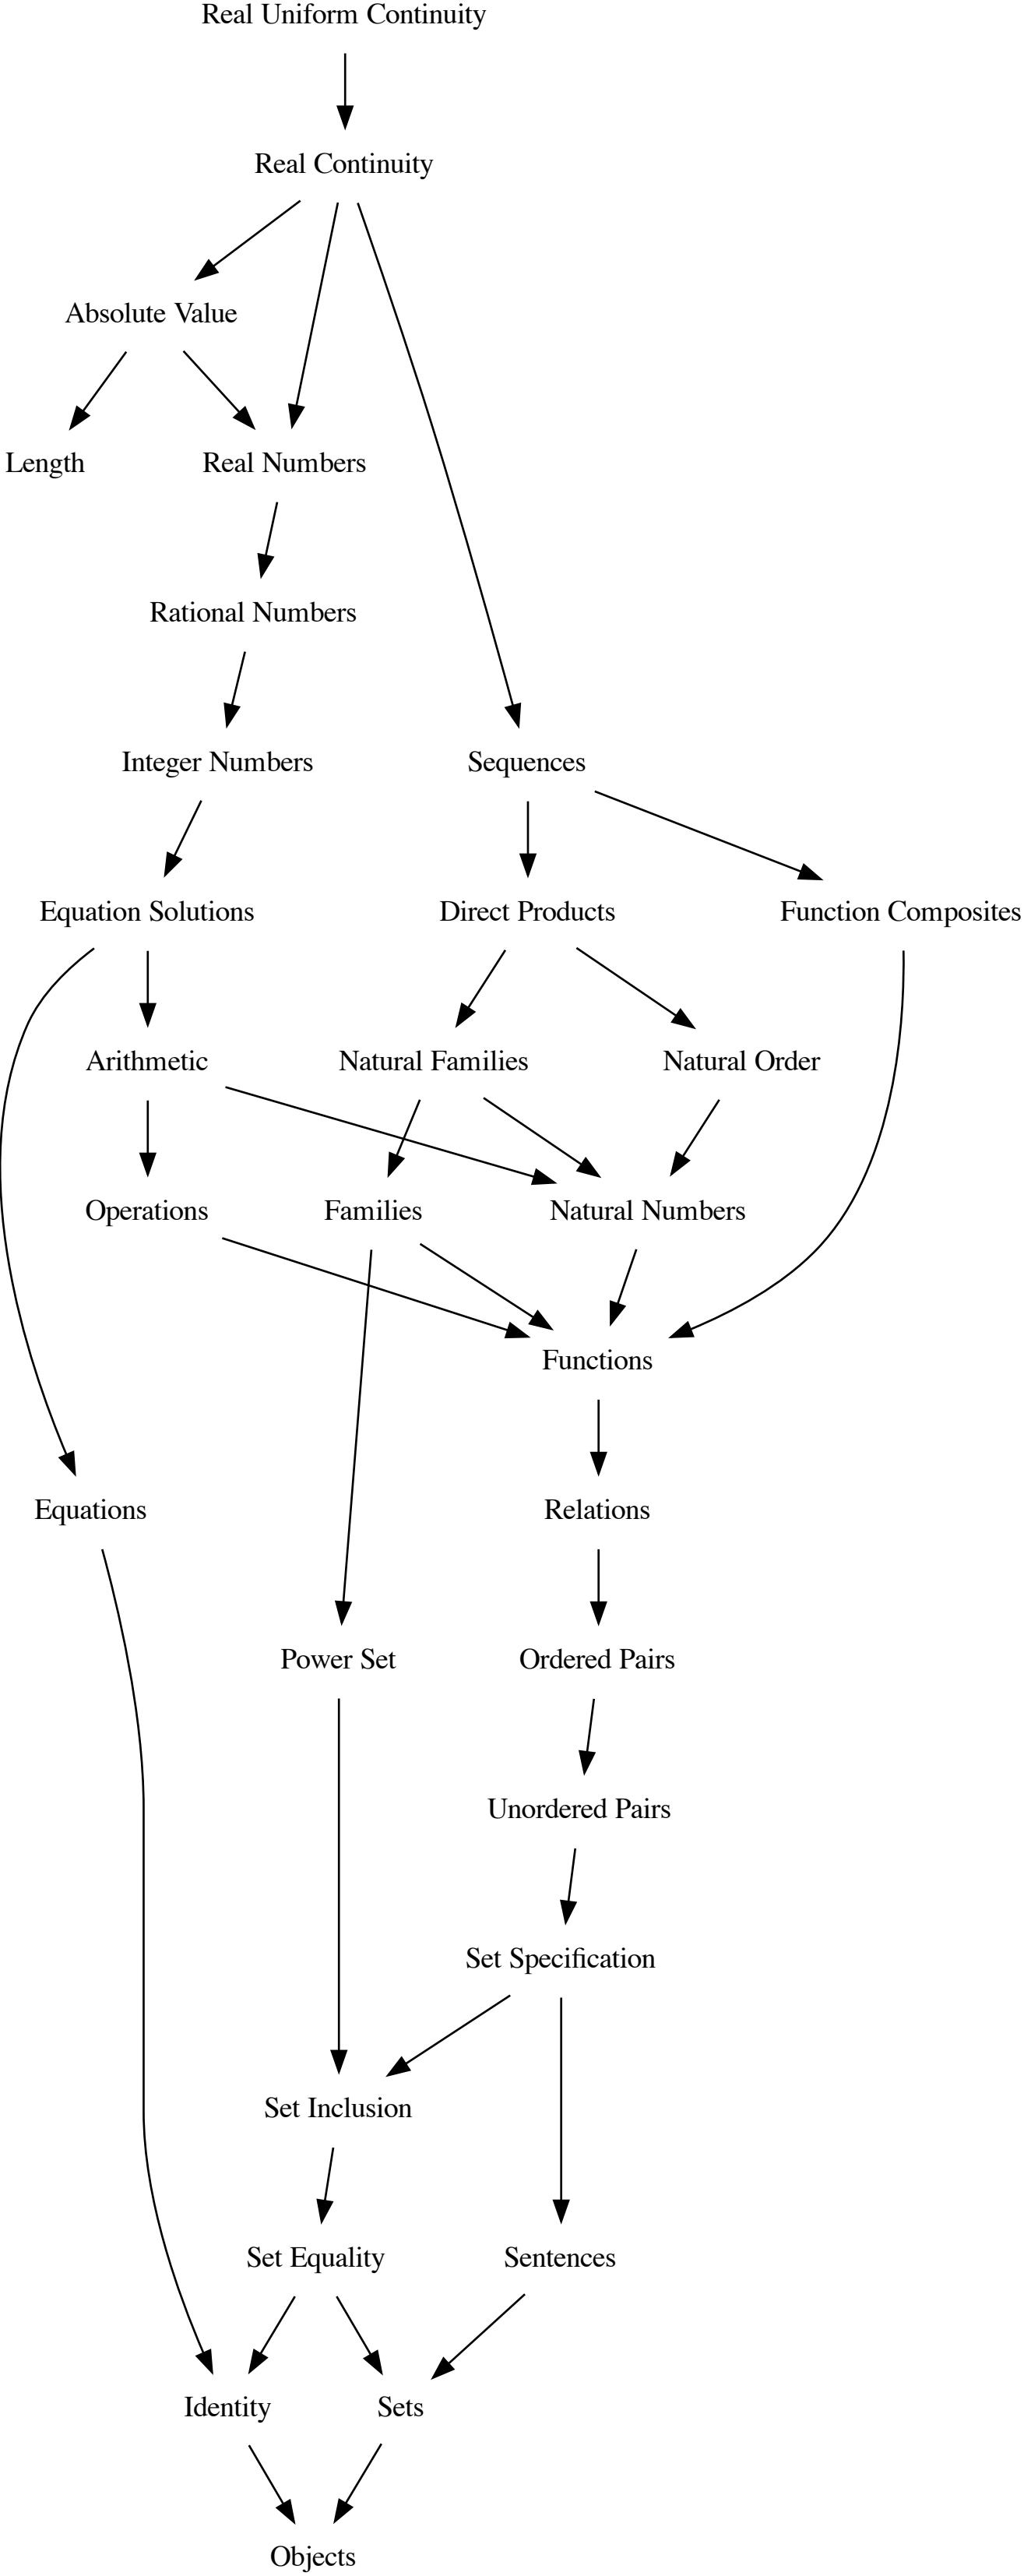 Real Uniform Continuity
Real Continuity
Absolute Value
Length
Real Numbers
Rational Numbers
Integer Numbers
Sequences
Equation Solutions
Direct Products
Function Composites
Arithmetic
Natural Families
Natural Order
Operations
Families
Natural Numbers
Functions
Equations
Relations
Power Set
Ordered Pairs
Unordered Pairs
Set Specification
Set Inclusion
Set Equality
Sentences
Identity
Sets
Objects